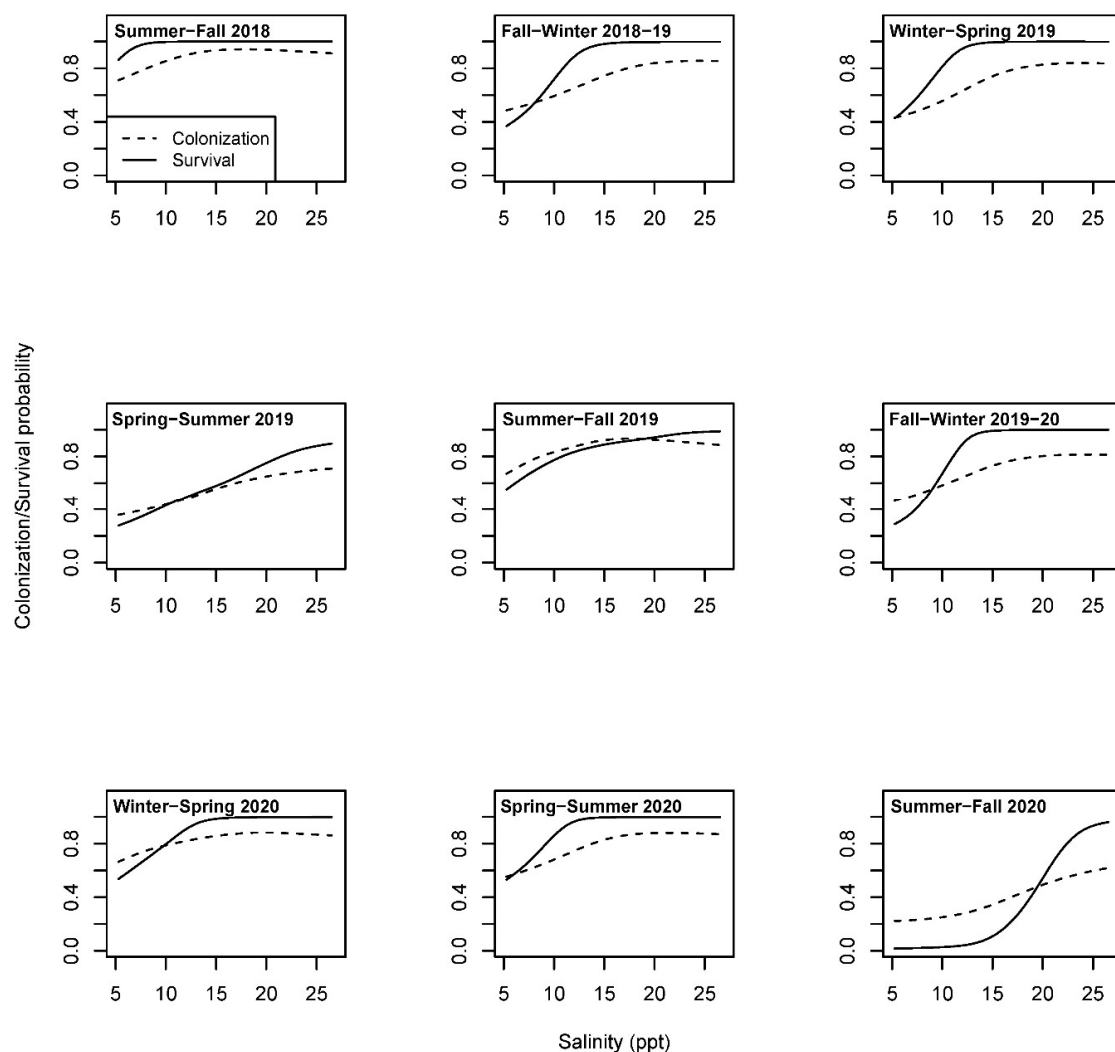 Summer–Fall 2018
0.0 0.4 0.8
Colonization
Survival
5 10 15 20 25
Fall–Winter 2018–19
0.0 0.4 0.8
5 10 15 20 25
Winter–Spring 2019
0.0 0.4 0.8
5 10 15 20 25
Colonization/Survival probability
Spring–Summer 2019
0.0 0.4 0.8
5 10 15 20 25
Summer–Fall 2019
0.0 0.4 0.8
5 10 15 20 25
Fall–Winter 2019–20
0.0 0.4 0.8
5 10 15 20 25
Winter–Spring 2020
0.0 0.4 0.8
5 10 15 20 25
Spring–Summer 2020
0.0 0.4 0.8
5 10 15 20 25
Summer–Fall 2020
0.0 0.4 0.8
5 10 15 20 25
Salinity (ppt)